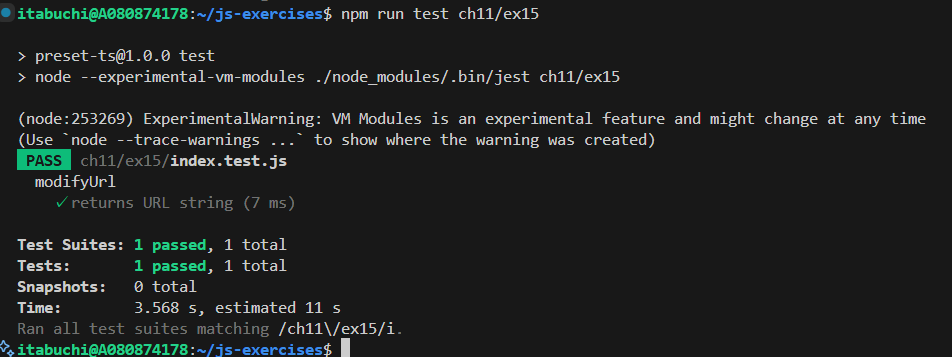 itabuchi@A080874178:~/js-exercises$ npm run test ch11/ex15
> preset-ts@1.0.0 test
> node --experimental-vm-modules ./node_modules/.bin/jest ch11/ex15
(node:253269) ExperimentalWarning: VM Modules is an experimental feature and might change at any time
(Use `node --trace-warnings ...` to show where the warning was created)
PASS ch11/ex15/index.test.js
modifyUrl
✓ returns URL string (7 ms)
Test Suites: 1 passed, 1 total
Tests: 1 passed, 1 total
Snapshots: 0 total
Time: 3.568 s, estimated 11 s
Ran all test suites matching /ch11\/ex15/i.
itabuchi@A080874178:~/js-exercises$